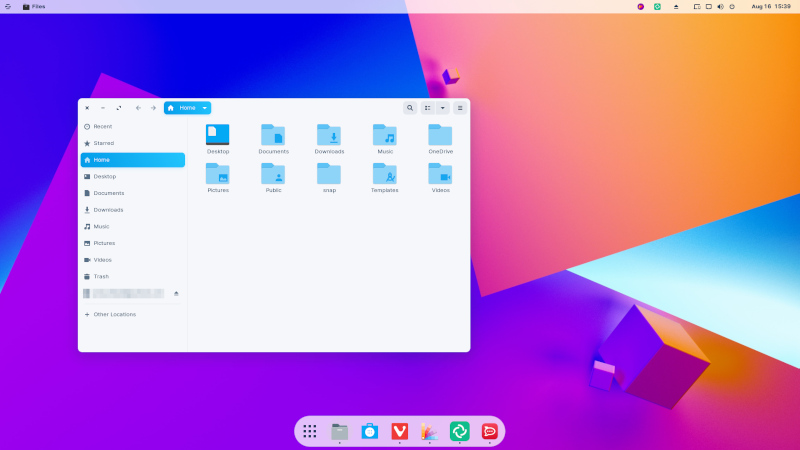 Files
Aug 16 15:39
Home
Recent
Starred
Home
Desktop
Documents
Downloads
Music
Pictures
Videos
Trash
Other Locations
Desktop
Documents
Downloads
Music
OneDrive
Pictures
Public
snap
Templates
Videos